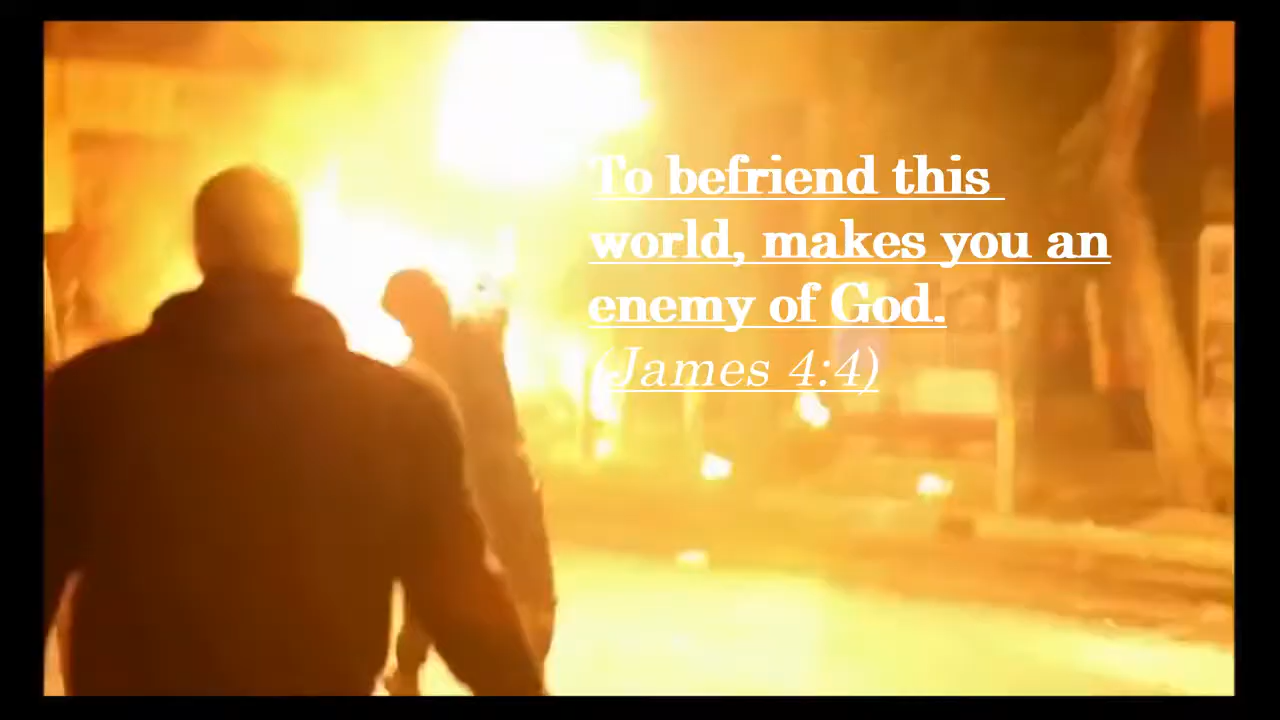 To befriend this
world, makes you an
enemy of God.
(James 4:4)